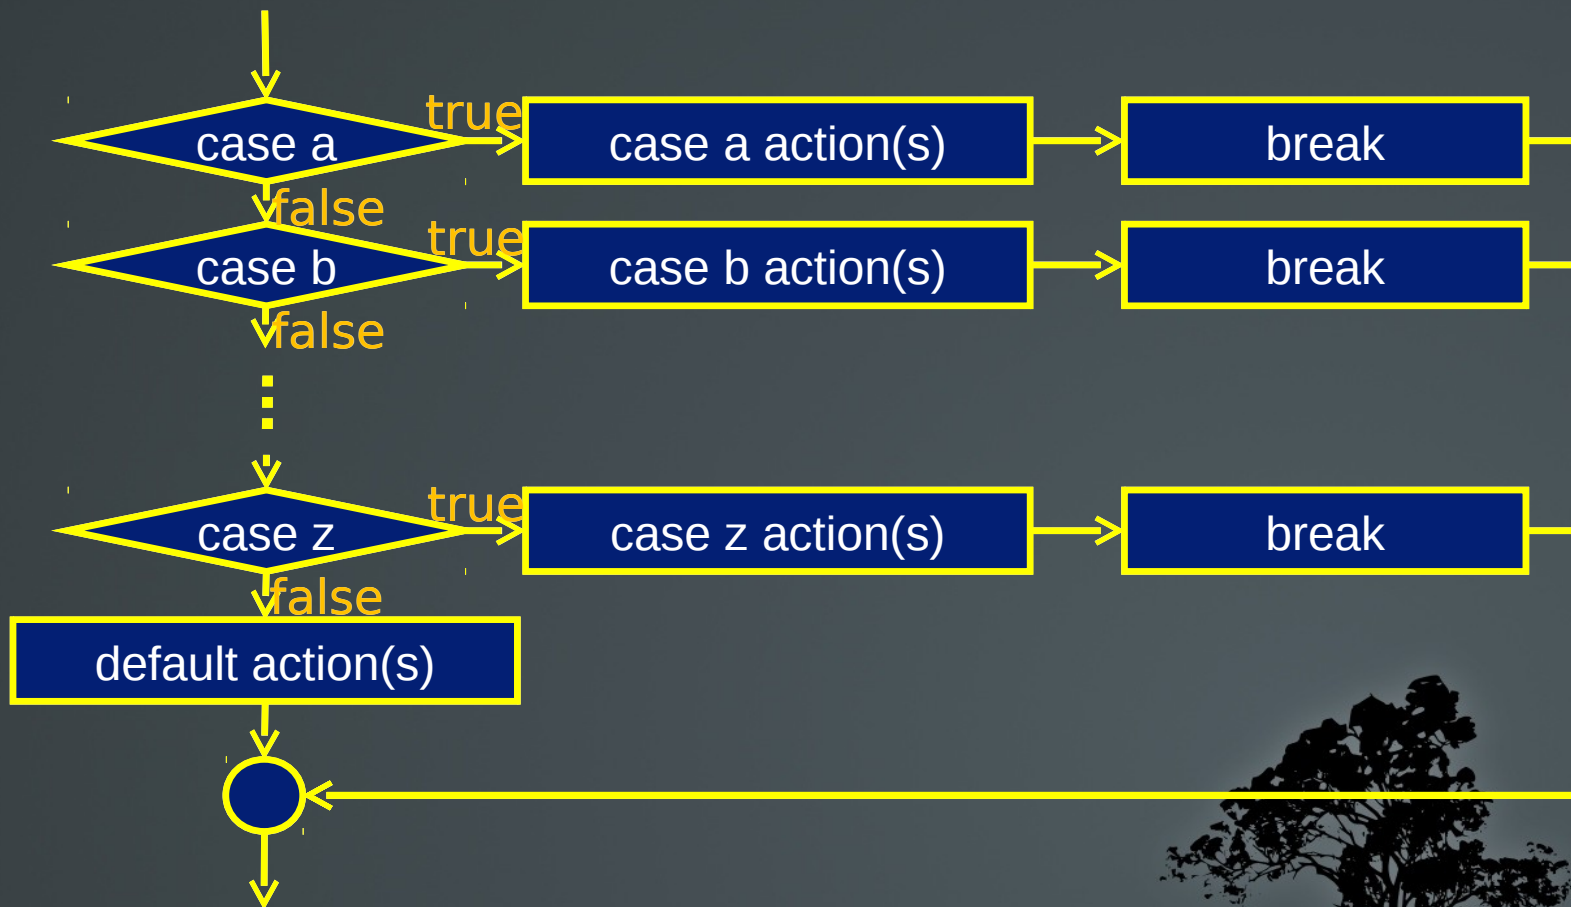 true
case a
case a action(s)
break
false
true
case b
case b action(s)
break
false
true
case z
case z action(s)
break
false
default action(s)